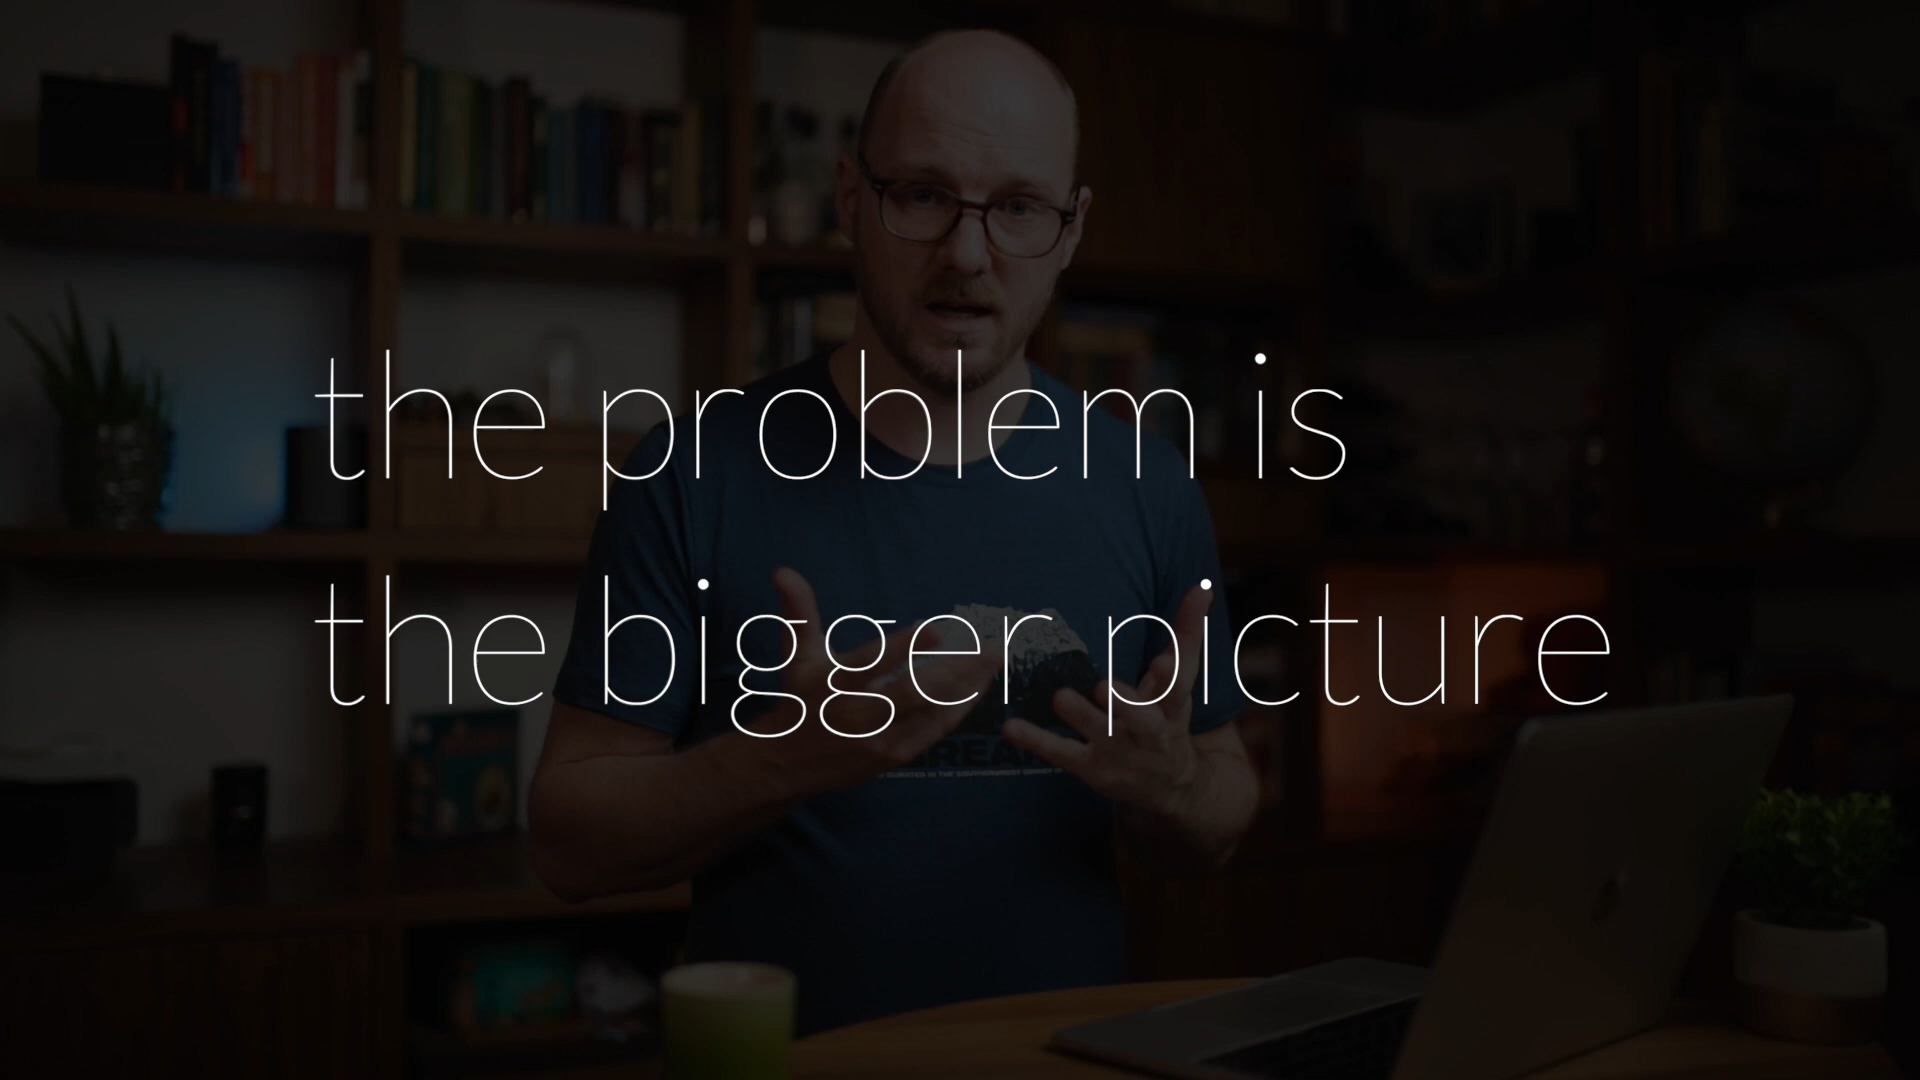 the problem is
the bigger picture